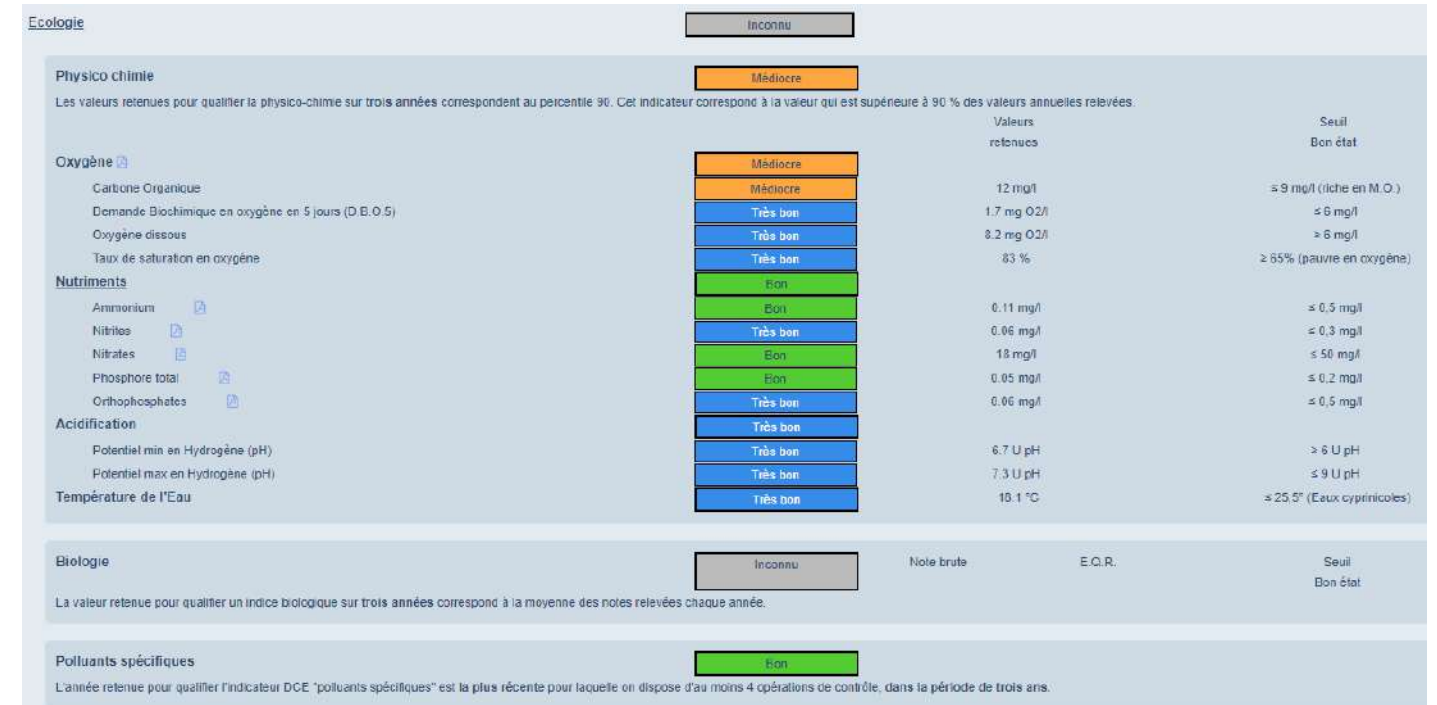 Ecologie Inconnu
Physico chimie Médiocre
Les valeurs retenues pour qualifier la physico-chimie sur trois années correspondent au percentile 90. Cet indicateur correspond à la valeur qui est supérieure à 90 % des valeurs annuelles relevées.
Valeurs Seuil
retenues Bon état
Oxygène Médiocre
Carbone Organique Médiocre 12 mg/l ≤ 9 mg/l (riche en M.O.)
Demande Biochimique en oxygène en 5 jours (D.B.O.5) Très bon 1.7 mg O2/l ≤ 6 mg/l
Oxygène dissous Très bon 8.2 mg O2/l ≥ 6 mg/l
Taux de saturation en oxygène Très bon 83 % ≥ 65% (pauvre en oxygène)
Nutriments Bon
Ammonium Bon 0.11 mg/l ≤ 0,5 mg/l
Nitrites Très bon 0.06 mg/l ≤ 0,3 mg/l
Nitrates Bon 18 mg/l ≤ 50 mg/l
Phosphore total Bon 0.05 mg/l ≤ 0,2 mg/l
Orthophosphates Très bon 0.06 mg/l ≤ 0,5 mg/l
Acidification Très bon
Potentiel min en Hydrogène (pH) Très bon 6.7 U pH ≥ 6 U pH
Potentiel max en Hydrogène (pH) Très bon 7.3 U pH ≤ 9 U pH
Température de l'Eau Très bon 18.1 °C ≤ 25.5° (Eaux cyprinicoles)
Biologie Inconnu Note brute E.Q.R. Seuil
Bon état
La valeur retenue pour qualifier un indice biologique sur trois années correspond à la moyenne des notes relevées chaque année.
Polluants spécifiques Bon
L'année retenue pour qualifier l'indicateur DCE "polluants spécifiques" est la plus récente pour laquelle on dispose d'au moins 4 opérations de contrôle, dans la période de trois ans.